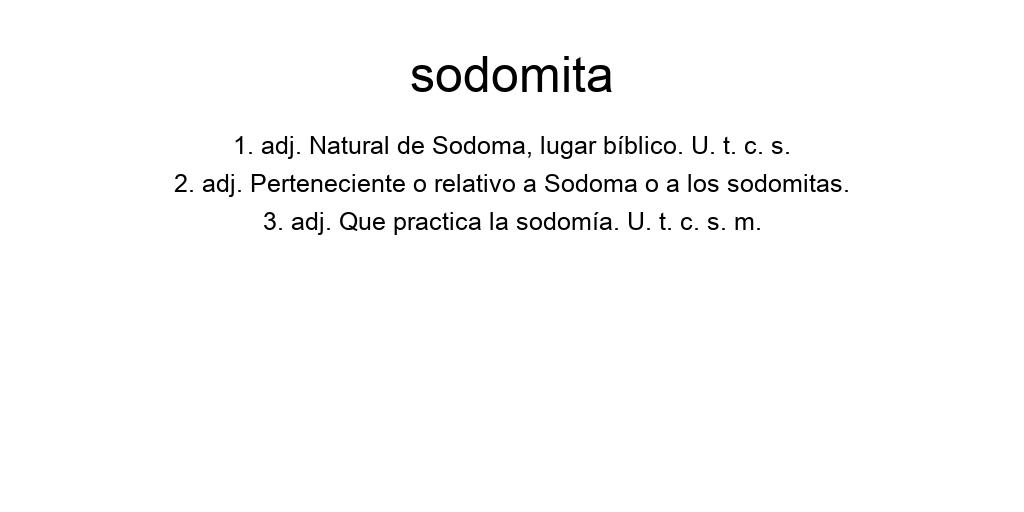 sodomita
1. adj. Natural de Sodoma, lugar bíblico. U. t. c. s.
2. adj. Perteneciente o relativo a Sodoma o a los sodomitas.
3. adj. Que practica la sodomía. U. t. c. s. m.